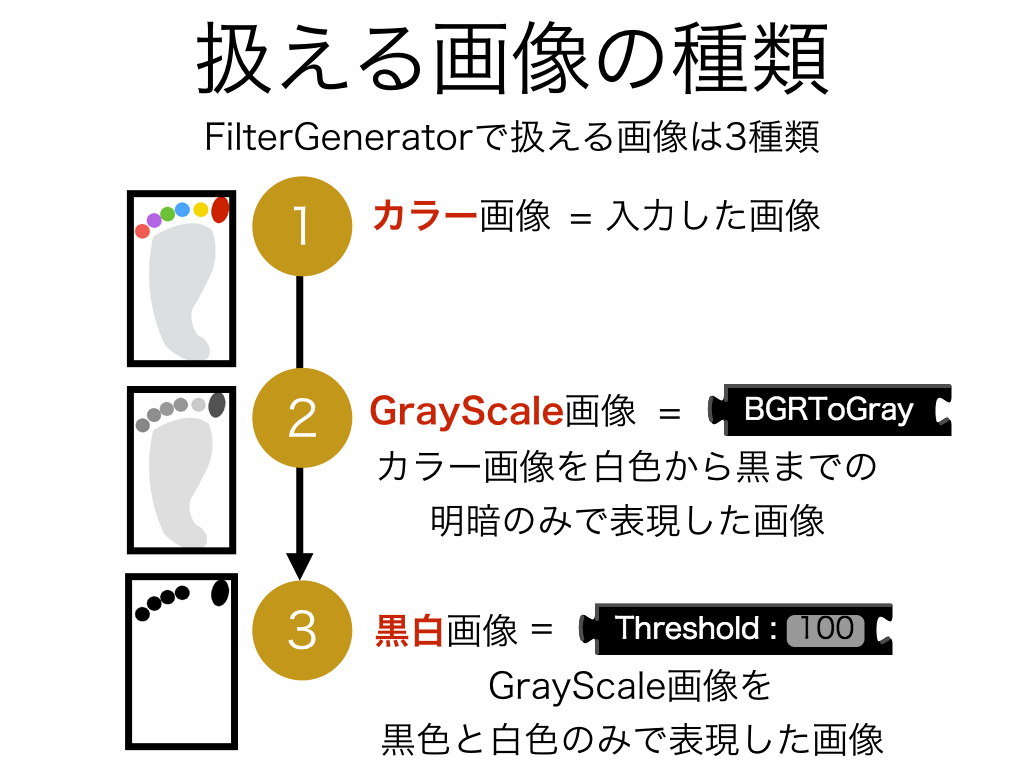 扱える画像の種類
FilterGeneratorで扱える画像は3種類
1
カラー画像 = 入力した画像
2
GrayScale画像 = BGRToGray
カラー画像を白色から黒までの
明暗のみで表現した画像
3
黒白画像 = Threshold : 100
GrayScale画像を
黒色と白色のみで表現した画像